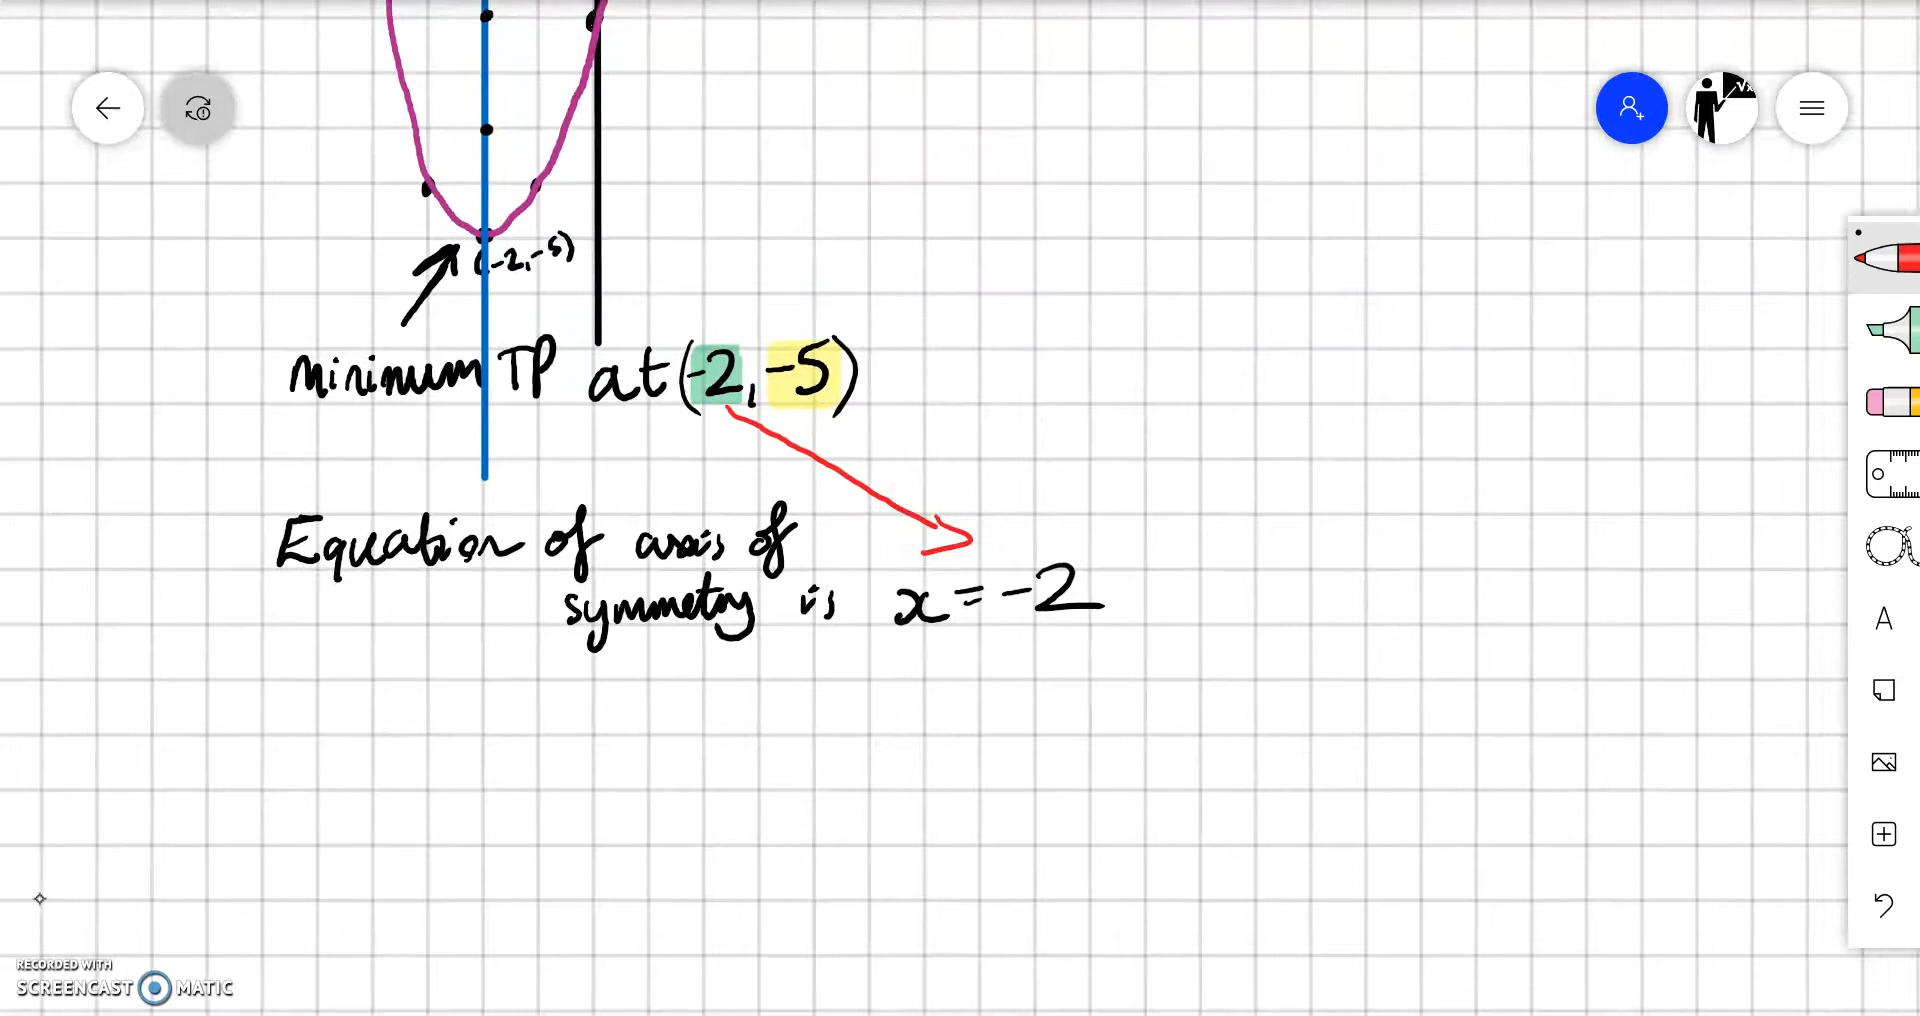 (-2,-5)
minimum TP at (-2, -5)
Equation of axis of
symmetry is x = -2
A
RECORDED WITH
SCREENCAST MATIC